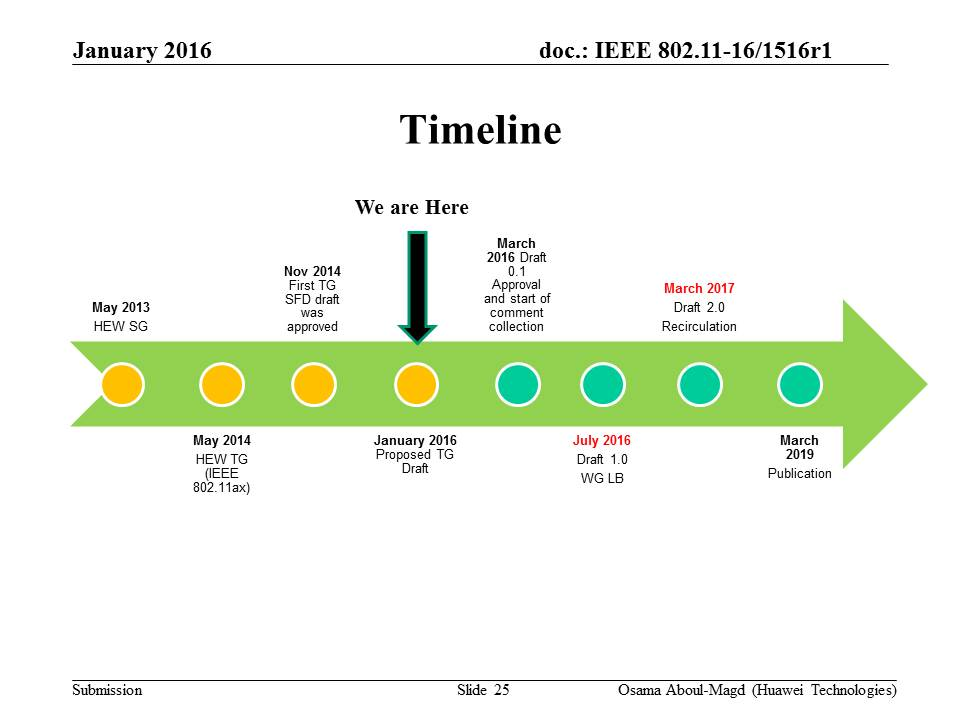 January 2016
doc.: IEEE 802.11-16/1516r1
Timeline
We are Here
May 2013
HEW SG
Nov 2014
First TG
SFD draft
was
approved
March
2016 Draft
0.1
Approval
and start of
comment
collection
March 2017
Draft 2.0
Recirculation
May 2014
HEW TG
(IEEE
802.11ax)
January 2016
Proposed TG
Draft
July 2016
Draft 1.0
WG LB
March
2019
Publication
Submission
Slide 25
Osama Aboul-Magd (Huawei Technologies)